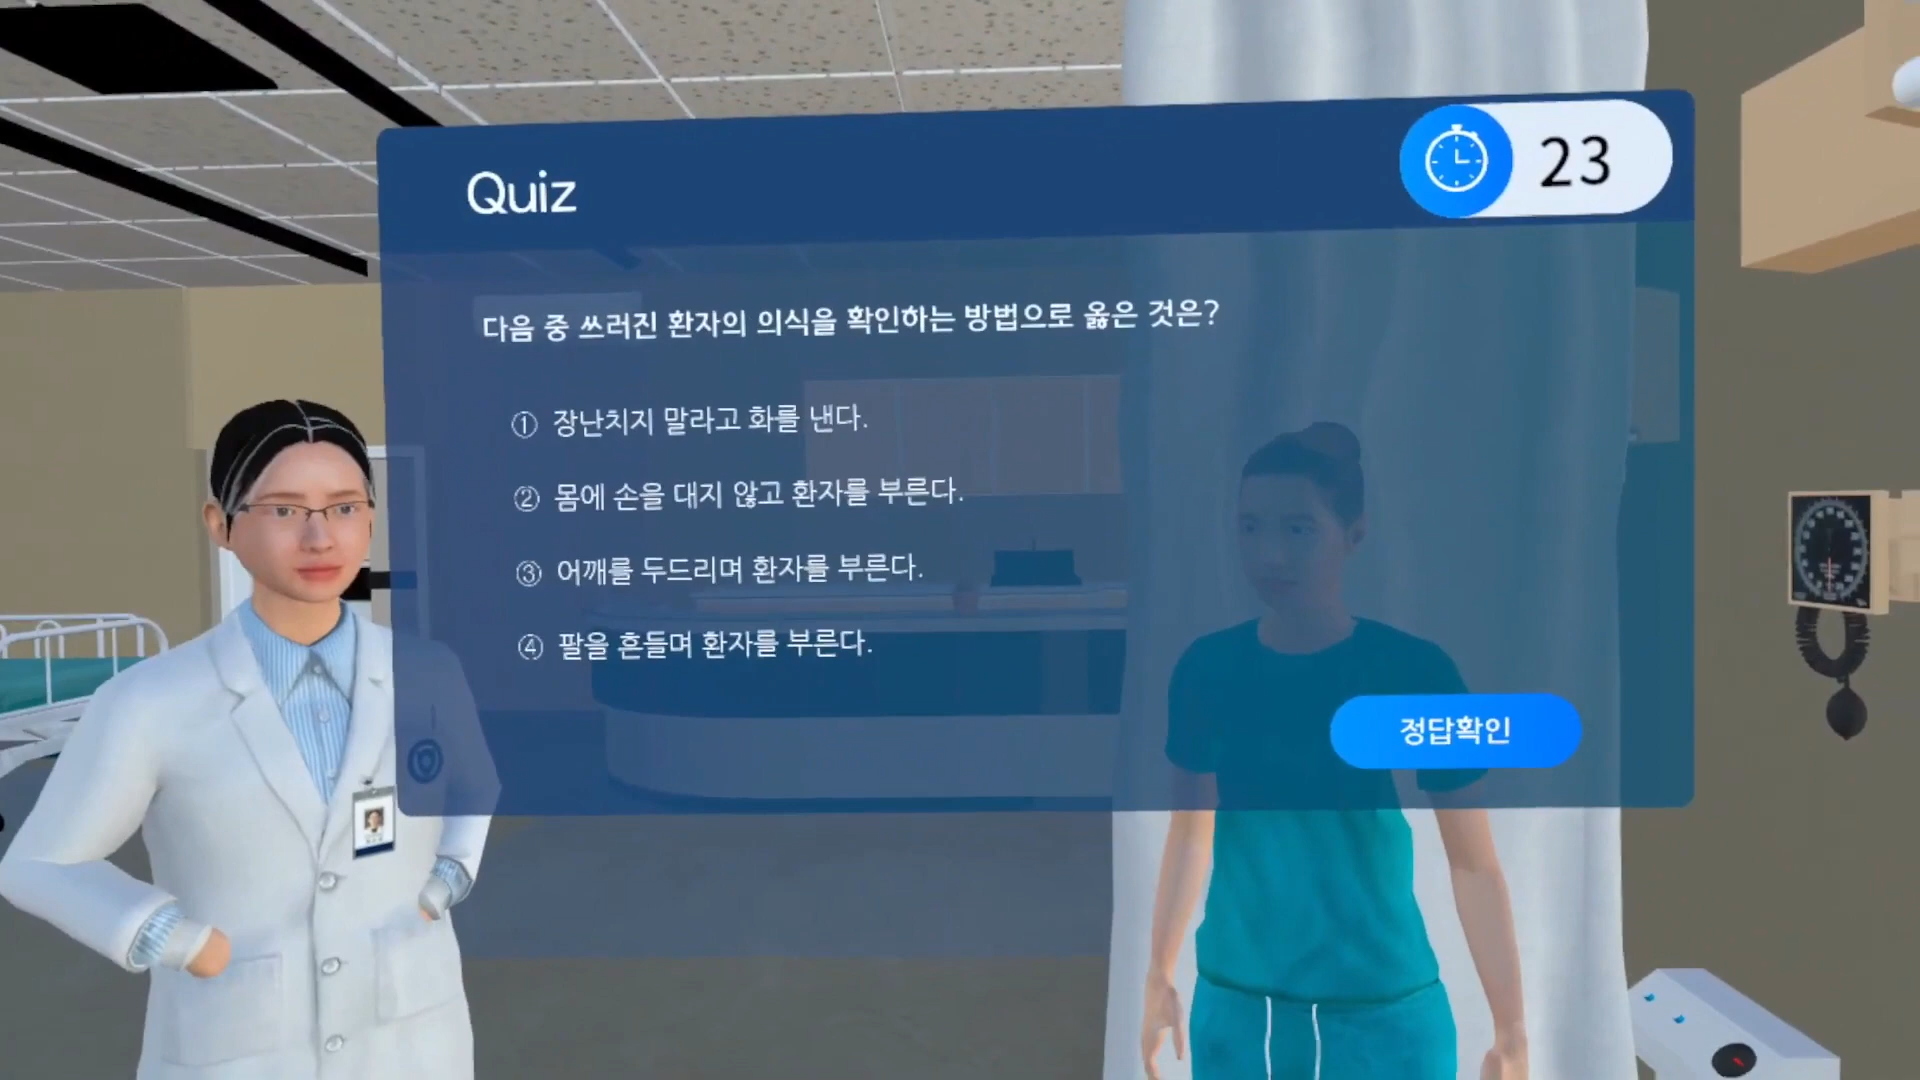 Quiz
23
다음 중 쓰러진 환자의 의식을 확인하는 방법으로 옳은 것은?
① 장난치지 말라고 화를 낸다.
② 몸에 손을 대지 않고 환자를 부른다.
③ 어깨를 두드리며 환자를 부른다.
④ 팔을 흔들며 환자를 부른다.
정답확인